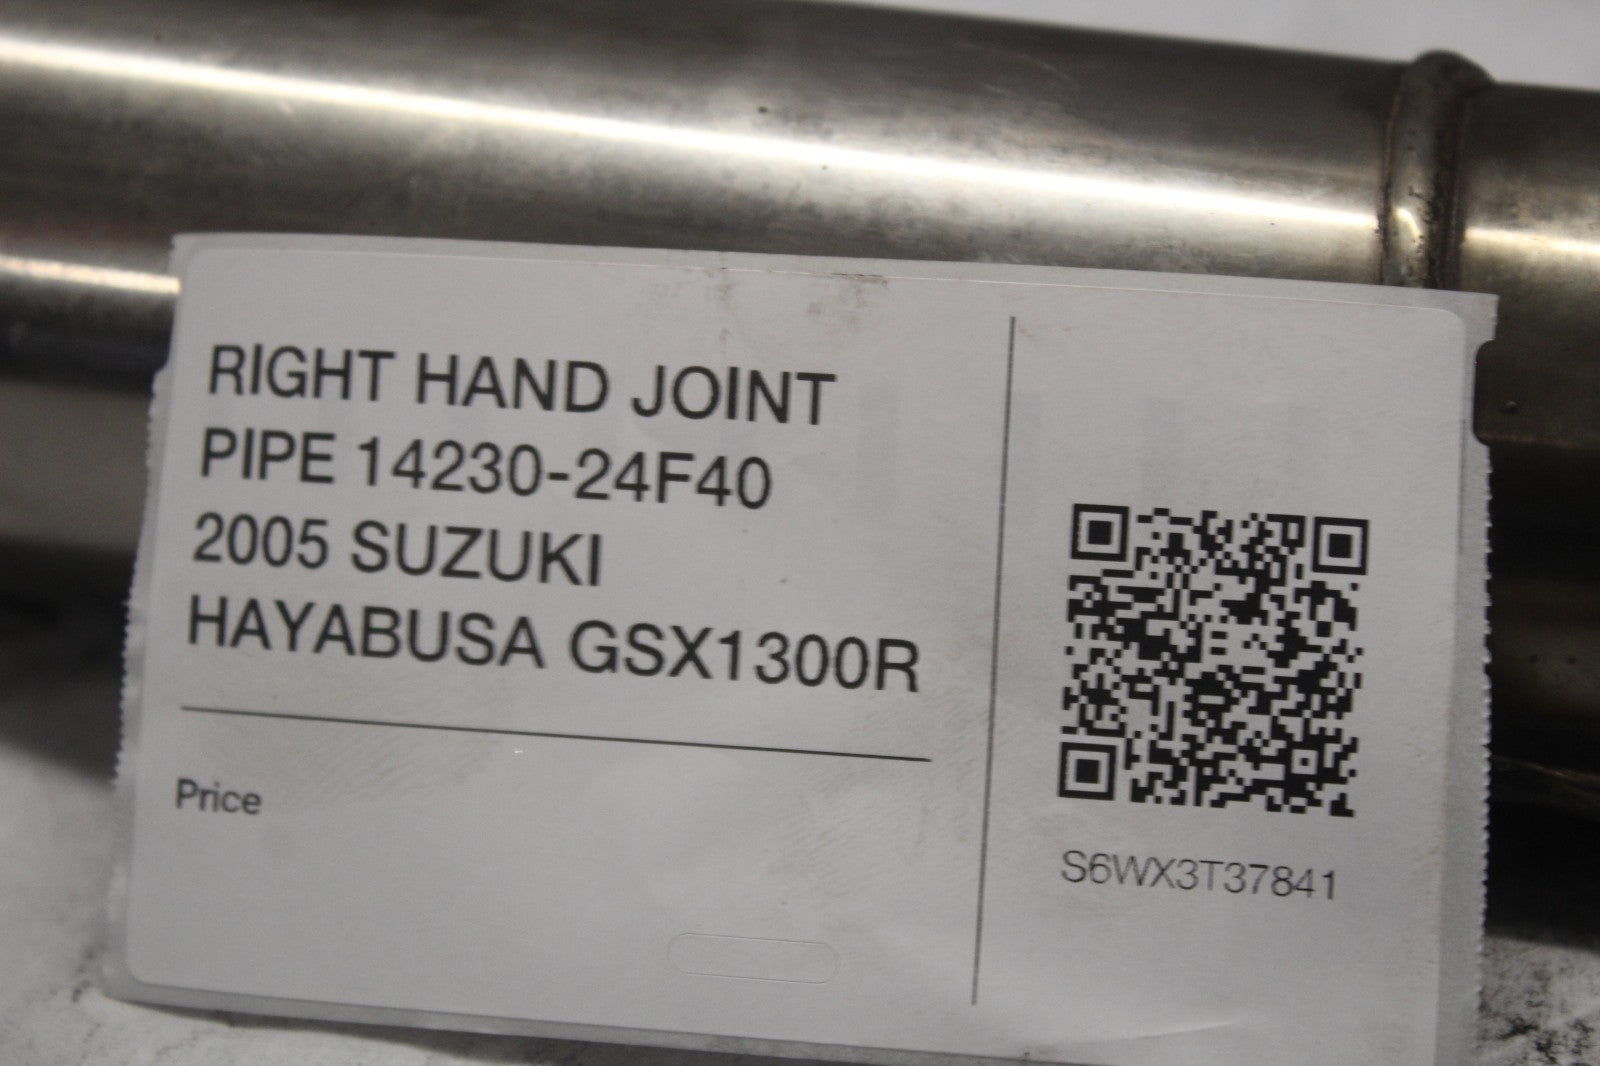 RIGHT HAND JOINT
PIPE 14230-24F40
2005 SUZUKI
HAYABUSA GSX1300R
Price
S6WX3T37841